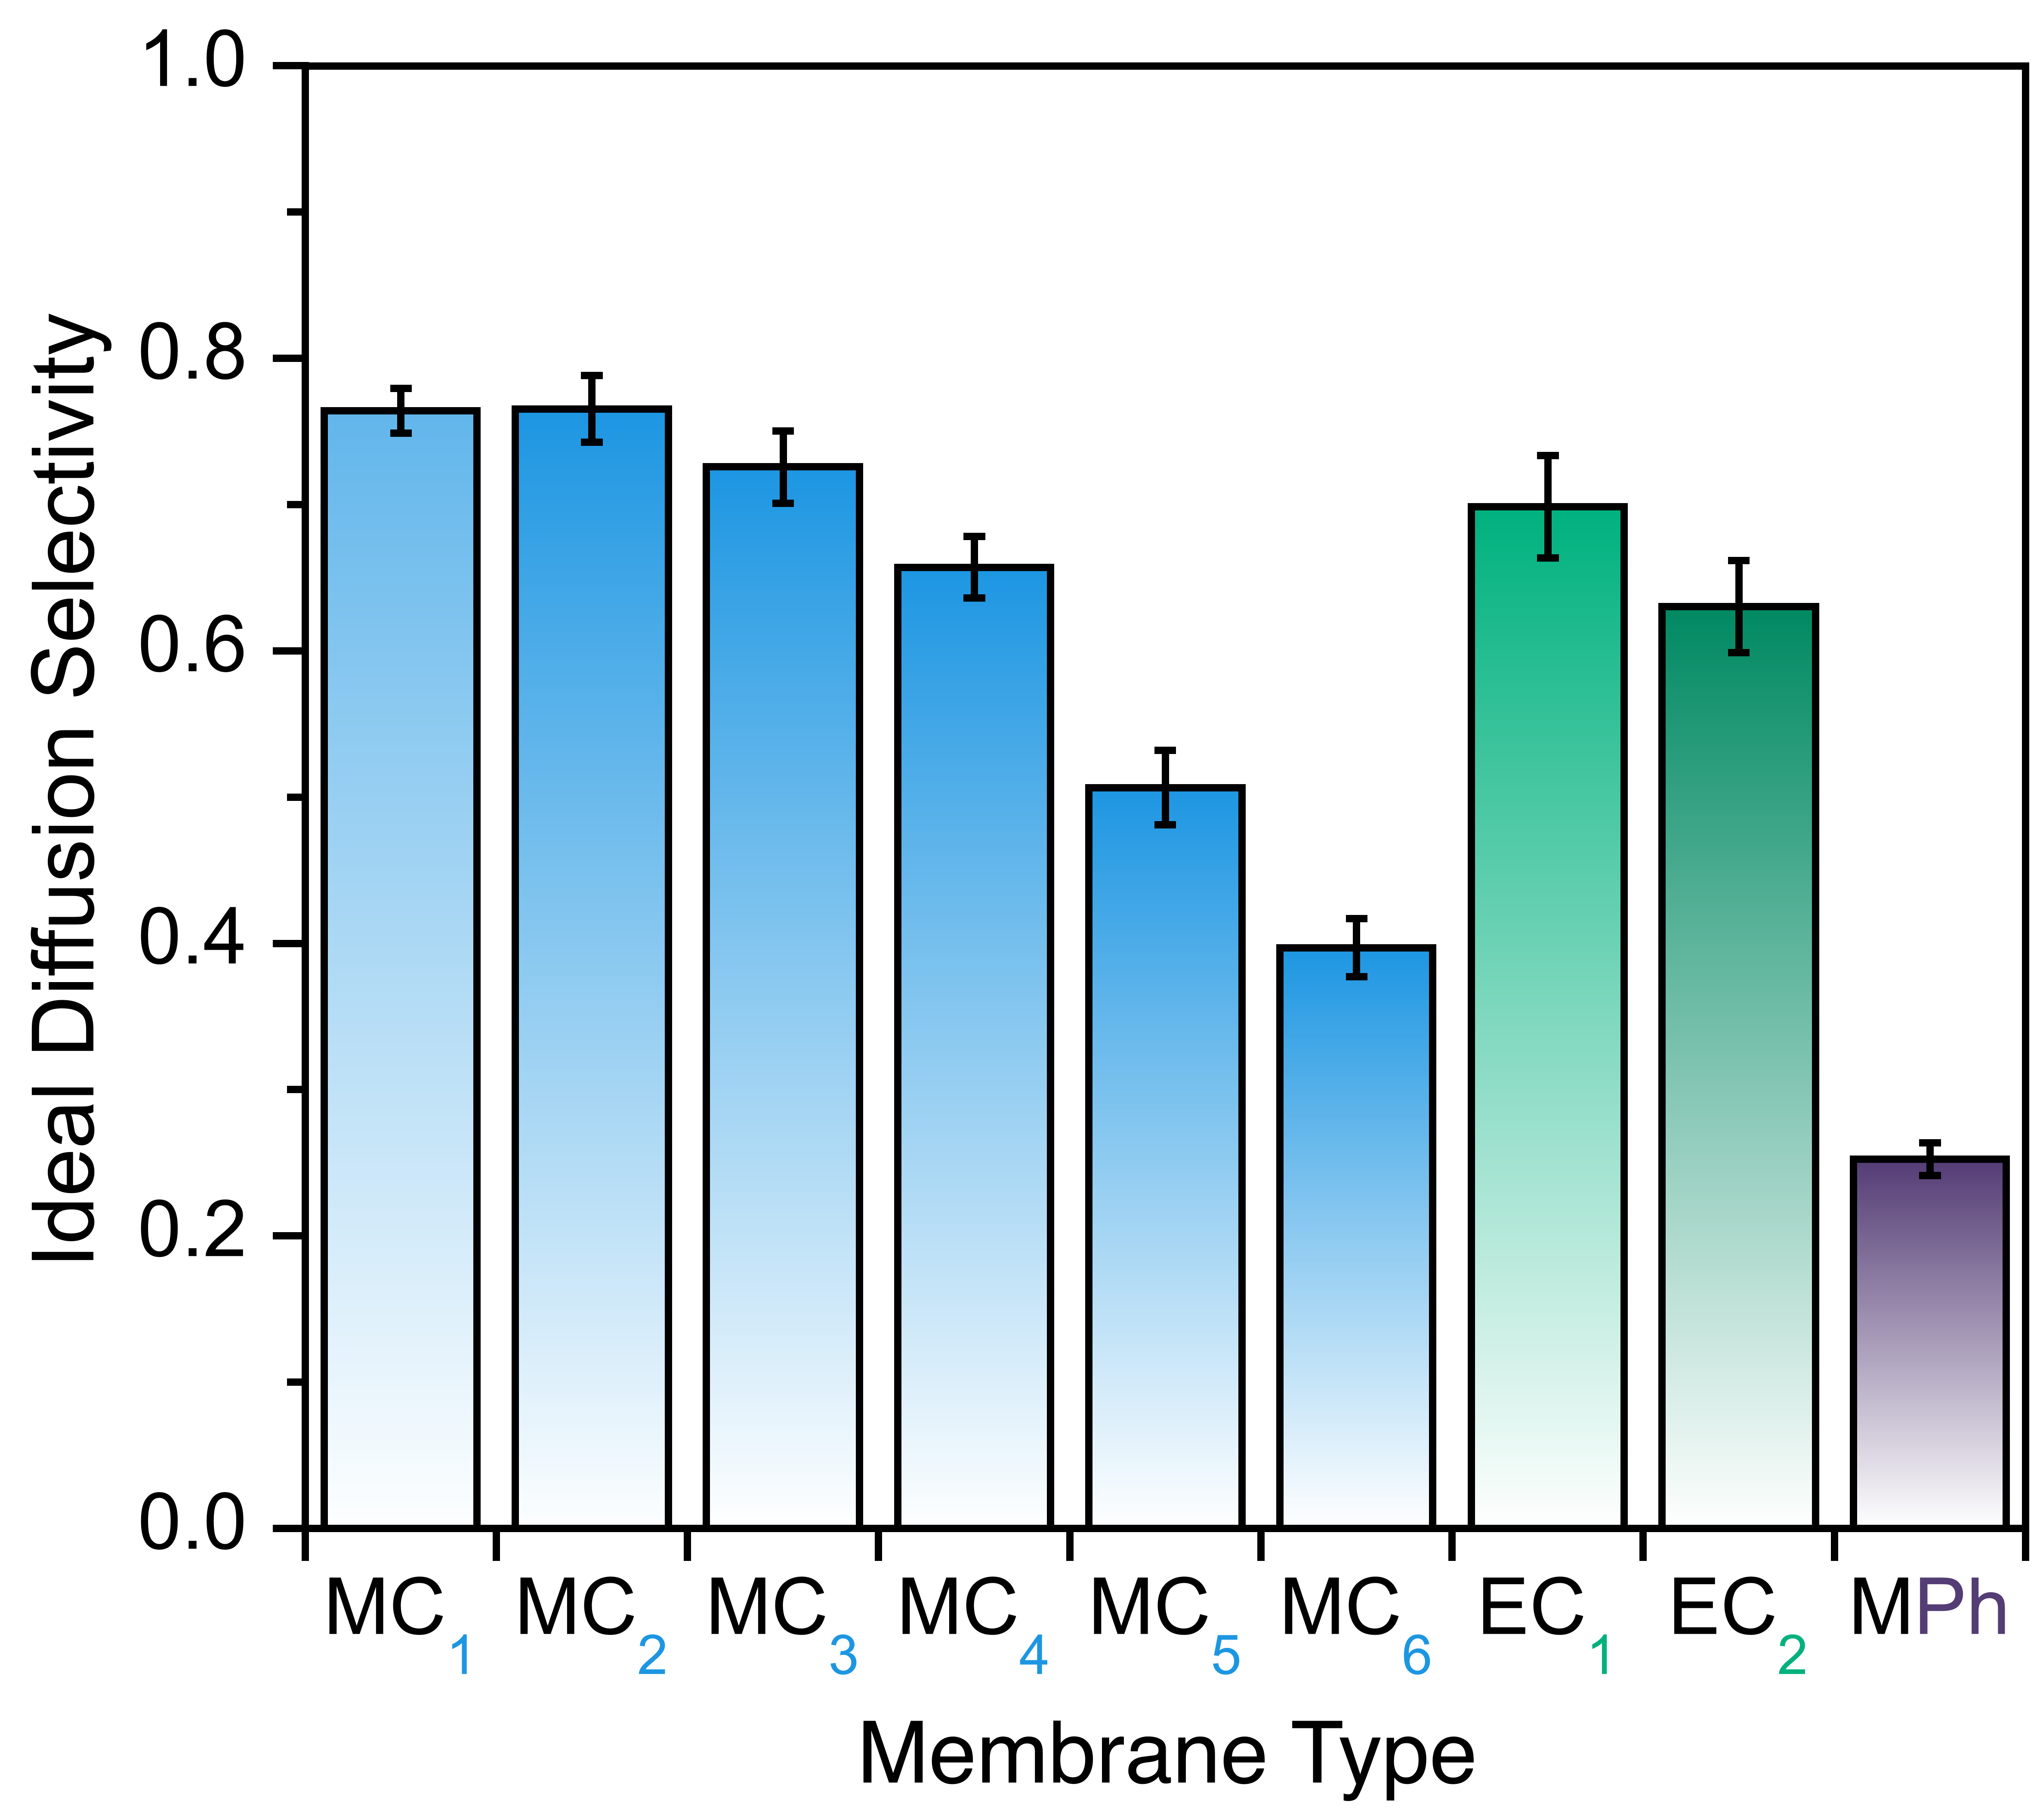 Ideal Diffusion Selectivity
1.0
0.8
0.6
0.4
0.2
0.0
MC1 MC2 MC3 MC4 MC5 MC6 EC1 EC2 MPh
Membrane Type